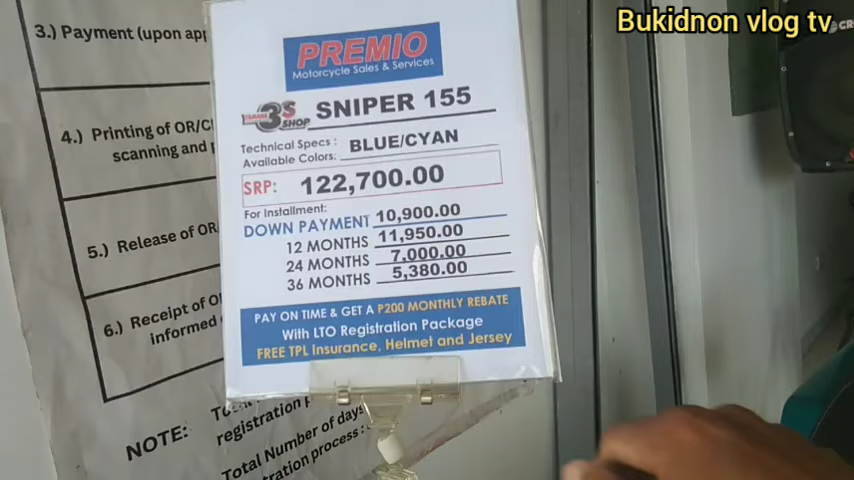 Bukidnon vlog tv
3.) Payment (upon
4.) Printing of
scanning and
5.) Release of
6.) Receipt of
informed
NOTE:
registration
Total Number of days
process :
PREMIO
Motorcycle Sales & Services
YAMAHA 3S SHOP
SNIPER 155
Technical Specs : BLUE/CYAN
Available Colors.
SRP: 122,700.00
For Installment:
DOWN PAYMENT 10,900.00
12 MONTHS 11,950.00
24 MONTHS 7,000.00
36 MONTHS 5,380.00
PAY ON TIME & GET A P200 MONTHLY REBATE
With LTO Registration Package
FREE TPL Insurance, Helmet and Jersey